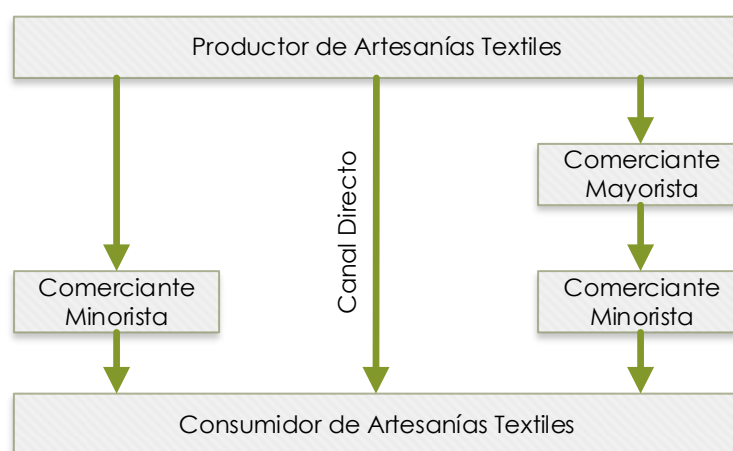 Productor de Artesanías Textiles
Canal Directo
Comerciante
Mayorista
Comerciante
Minorista
Comerciante
Minorista
Consumidor de Artesanías Textiles